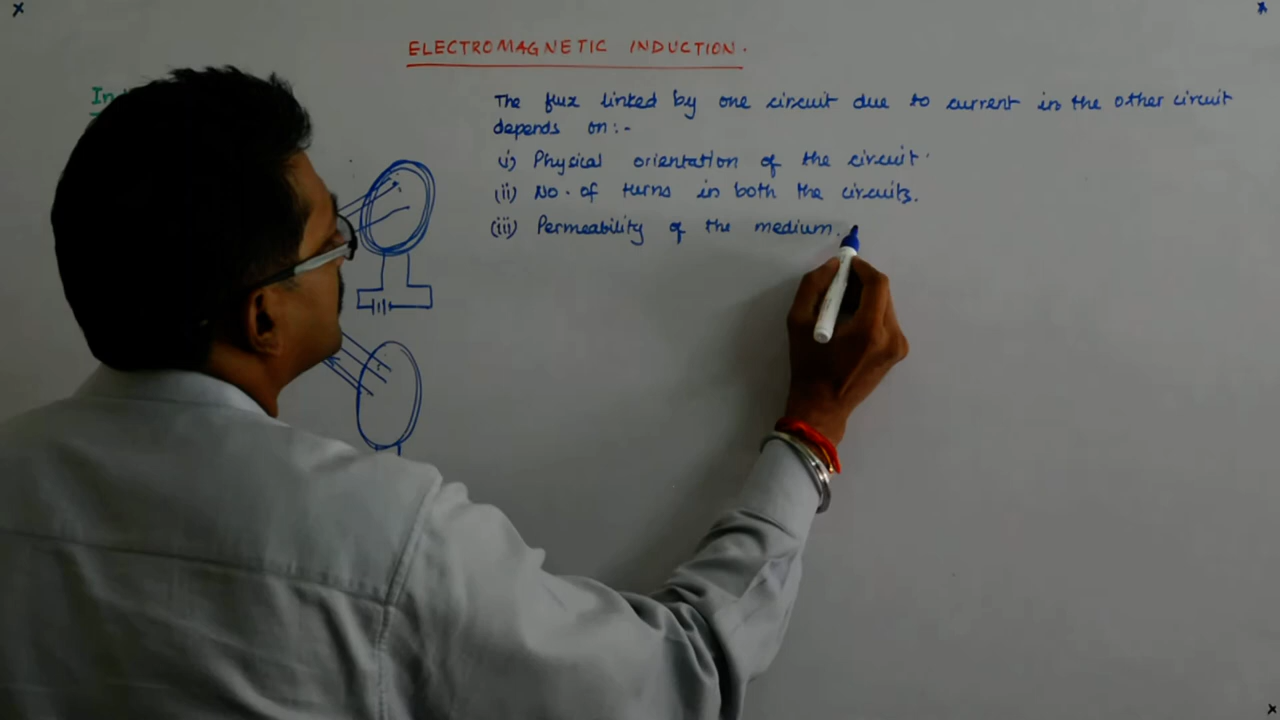 ELECTROMAGNETIC INDUCTION.
The flux linked by one circuit due to current in the other circuit
depends on:-
(i) Physical orientation of the circuit.
(ii) No. of turns in both the circuits.
(iii) Permeability of the medium.